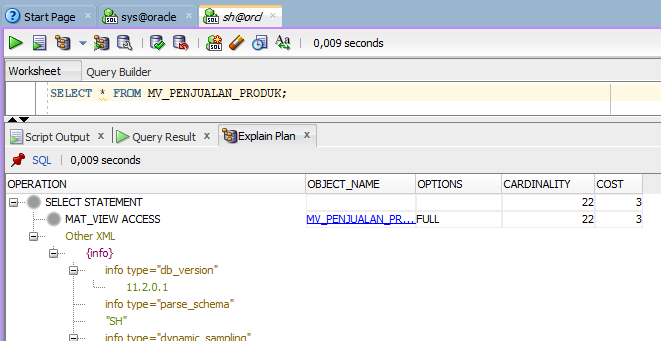 Start Page sys@oracle sh@orcl
0,009 seconds
Worksheet Query Builder
SELECT * FROM MV_PENJUALAN_PRODUK;
Script Output x Query Result x Explain Plan x
SQL 0,009 seconds
OPERATION OBJECT_NAME OPTIONS CARDINALITY COST
SELECT STATEMENT 22 3
MAT_VIEW ACCESS MV_PENJUALAN_PR... FULL 22 3
Other XML
{info}
info type="db_version"
11.2.0.1
info type="parse_schema"
"SH"
info type="dynamic_sampling"